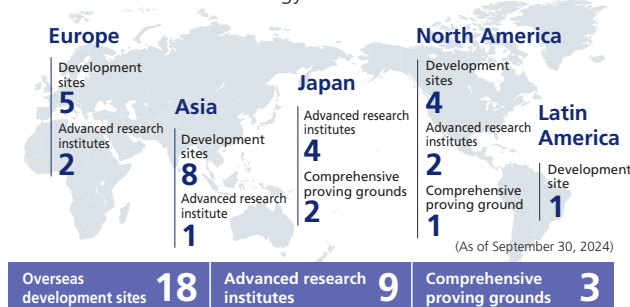 Europe
Development
sites
5
Advanced research
institutes
2
Asia
Development
sites
8
Advanced research
institute
1
Japan
Advanced research
institutes
4
Comprehensive
proving grounds
2
North America
Development
sites
4
Advanced research
institutes
2
Comprehensive
proving ground
1
Latin
America
Development
site
1
(As of September 30, 2024)
Overseas
development sites 18
Advanced research
institutes 9
Comprehensive
proving grounds 3